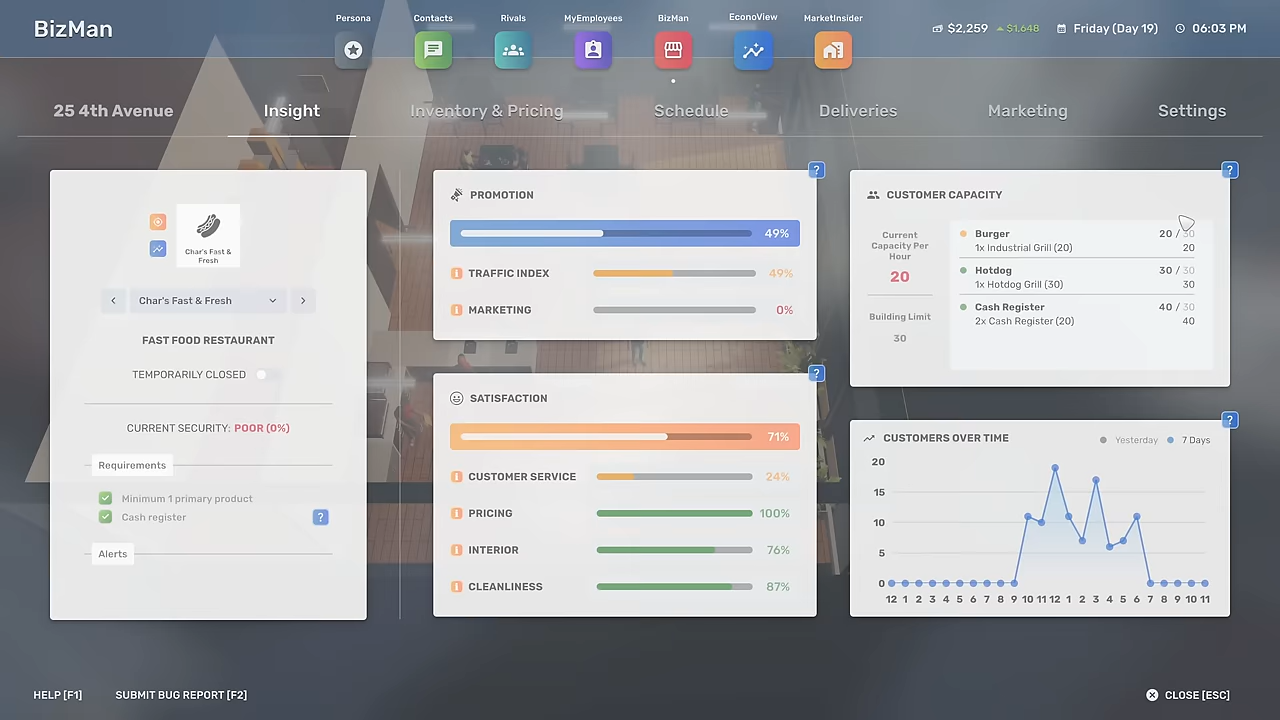 BizMan
Persona
Contacts
Rivals
MyEmployees
BizMan
EconoView
MarketInsider
$2,259
$1,648
Friday (Day 19)
06:03 PM
25 4th Avenue
Insight
Inventory & Pricing
Schedule
Deliveries
Marketing
Settings
Char's Fast &
Fresh
Char's Fast & Fresh
FAST FOOD RESTAURANT
TEMPORARILY CLOSED
CURRENT SECURITY: POOR (0%)
Requirements
Minimum 1 primary product
Cash register
?
Alerts
?
PROMOTION
49%
TRAFFIC INDEX 49%
MARKETING 0%
?
SATISFACTION
71%
CUSTOMER SERVICE 24%
PRICING 100%
INTERIOR 76%
CLEANLINESS 87%
?
CUSTOMER CAPACITY
Current
Capacity Per
Hour
20
Building Limit
30
Burger 20 / 30
1x Industrial Grill (20) 20
Hotdog 30 / 30
1x Hotdog Grill (30) 30
Cash Register 40 / 30
2x Cash Register (20) 40
?
CUSTOMERS OVER TIME
Yesterday 7 Days
20
15
10
5
0
12 1 2 3 4 5 6 7 8 9 10 11 12 1 2 3 4 5 6 7 8 9 10 11
HELP [F1]
SUBMIT BUG REPORT [F2]
CLOSE [ESC]